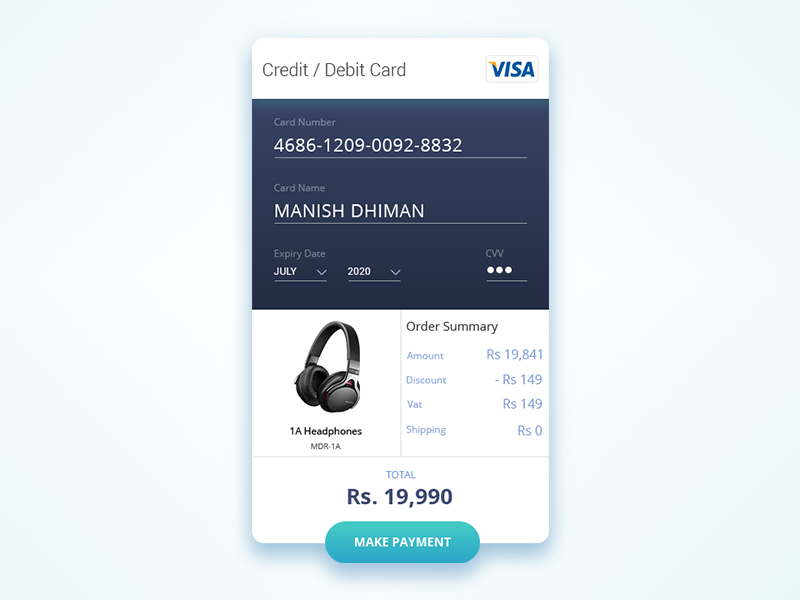 Credit / Debit Card
VISA
Card Number
4686-1209-0092-8832
Card Name
MANISH DHIMAN
Expiry Date
CVV
JULY 2020 ●●●
Order Summary
Amount Rs 19,841
Discount - Rs 149
Vat Rs 149
Shipping Rs 0
1A Headphones
MDR-1A
TOTAL
Rs. 19,990
MAKE PAYMENT